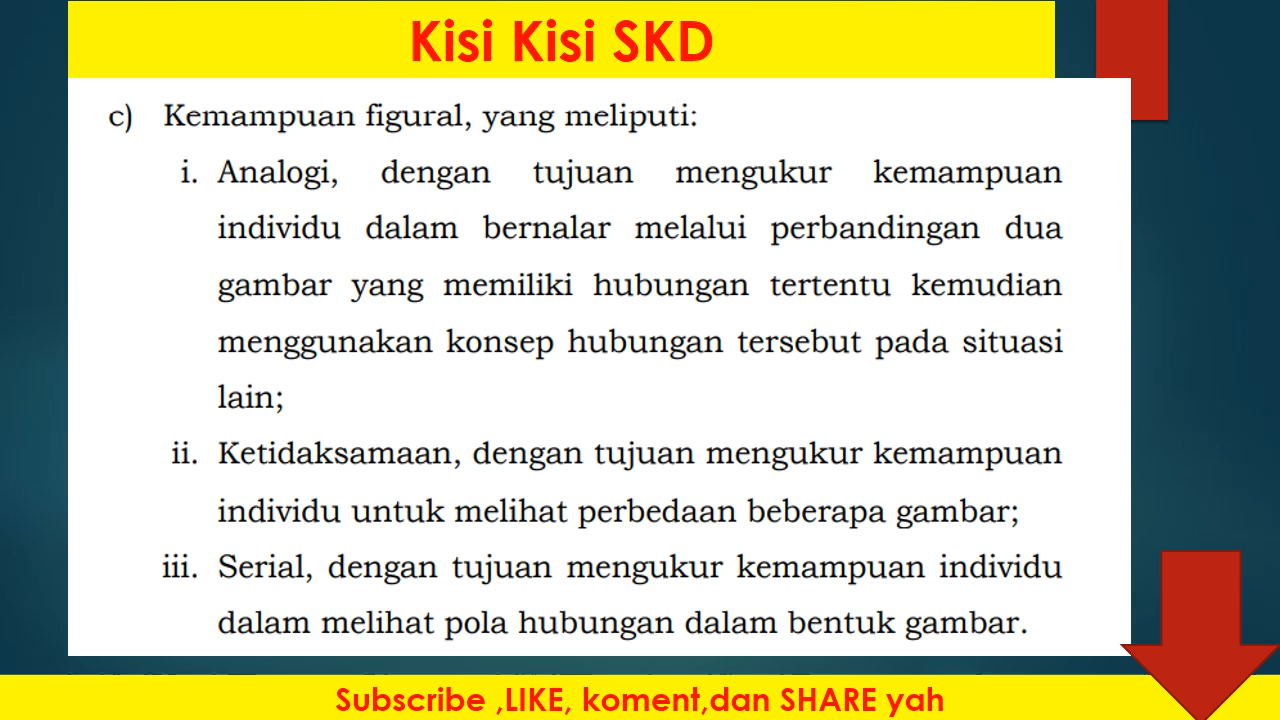 Kisi Kisi SKD
c) Kemampuan figural, yang meliputi:
i. Analogi, dengan tujuan mengukur kemampuan
individu dalam bernalar melalui perbandingan dua
gambar yang memiliki hubungan tertentu kemudian
menggunakan konsep hubungan tersebut pada situasi
lain;
ii. Ketidaksamaan, dengan tujuan mengukur kemampuan
individu untuk melihat perbedaan beberapa gambar;
iii. Serial, dengan tujuan mengukur kemampuan individu
dalam melihat pola hubungan dalam bentuk gambar.
Subscribe ,LIKE, koment,dan SHARE yah